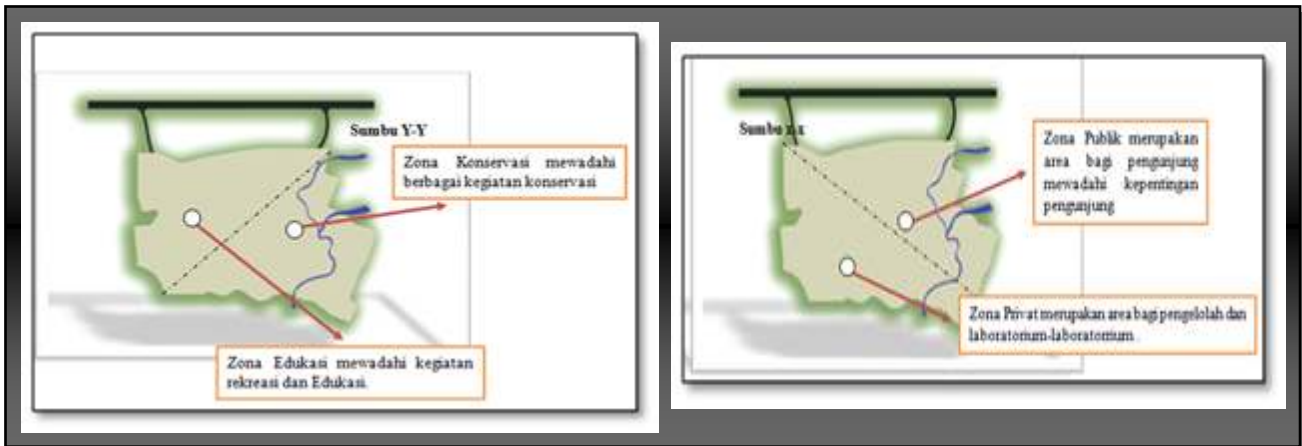 Sumbu Y-Y
Zona Konservasi mewadahi
berbagai kegiatan konservasi
Zona Edukasi mewadahi kegiatan
rekreasi dan Edukasi.
Sumbu x-x
Zona Publik merupakan
area bagi pengunjung
mewadahi kepentingan
pengunjung
Zona Privat merupakan area bagi pengelolah dan
laboratorium-laboratorium .